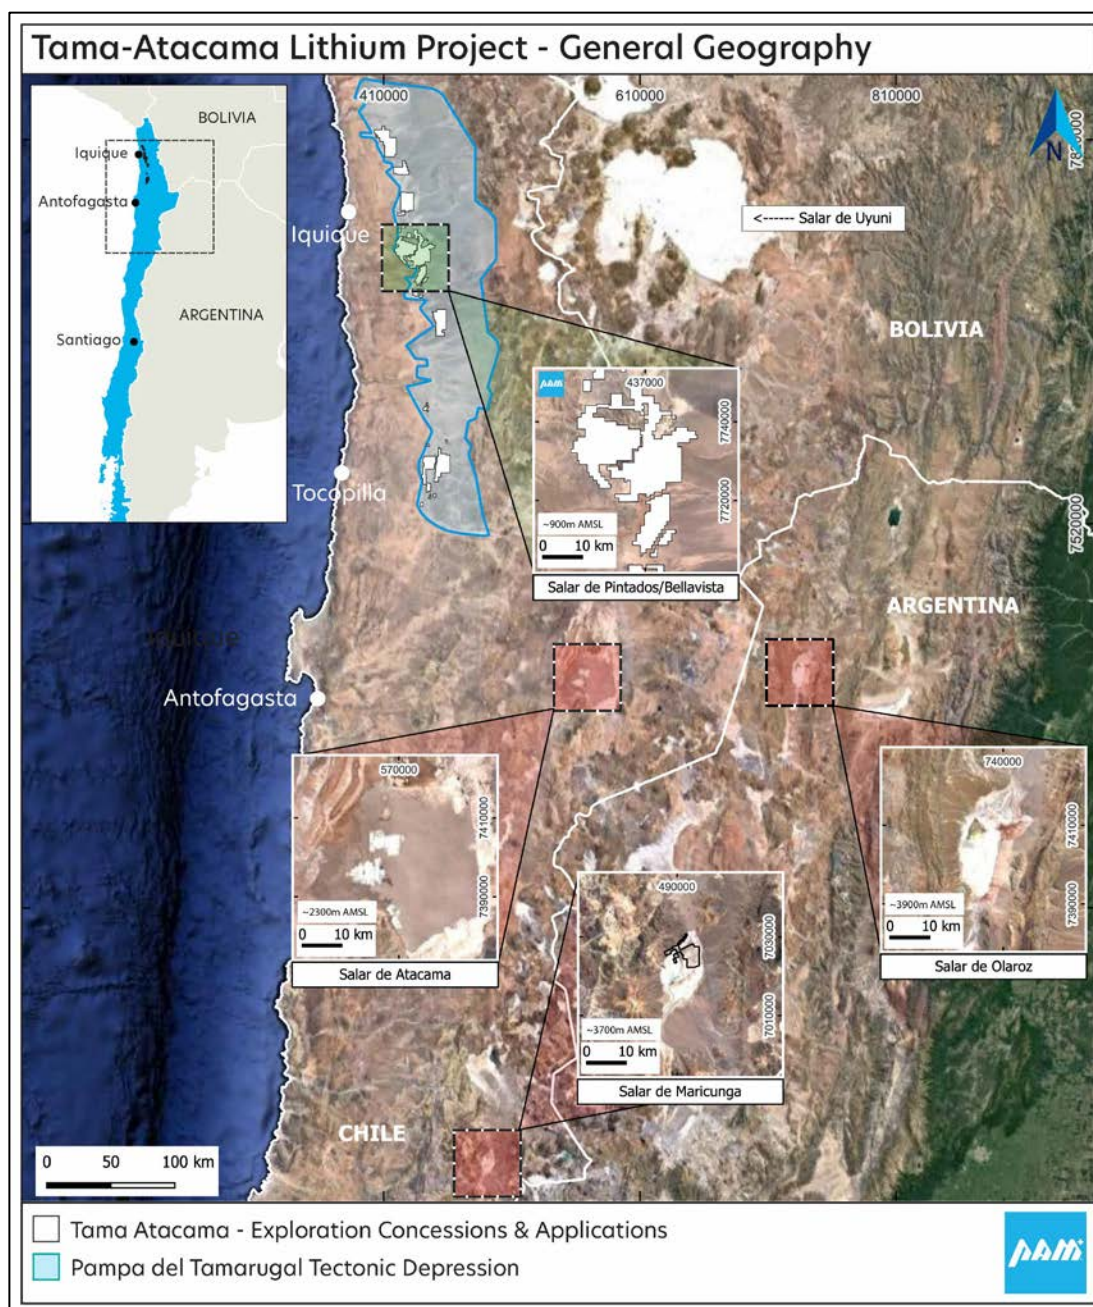 Tama-Atacama Lithium Project - General Geography
410000
610000
810000
BOLIVIA
Iquique
Antofagasta
ARGENTINA
Santiago
N
Iquique
<------ Salar de Uyuni
BOLIVIA
PAM
437000
7740000
7720000
~900m AMSL
0 10 km
Salar de Pintados/Bellavista
Tocopilla
7520000
ARGENTINA
Antofagasta
570000
7410000
7390000
~2300m AMSL
0 10 km
Salar de Atacama
740000
7410000
7390000
~3900m AMSL
0 10 km
Salar de Olaroz
490000
7030000
7010000
~3700m AMSL
0 10 km
Salar de Maricunga
CHILE
0 50 100 km
Tama Atacama - Exploration Concessions & Applications
Pampa del Tamarugal Tectonic Depression
PAM+